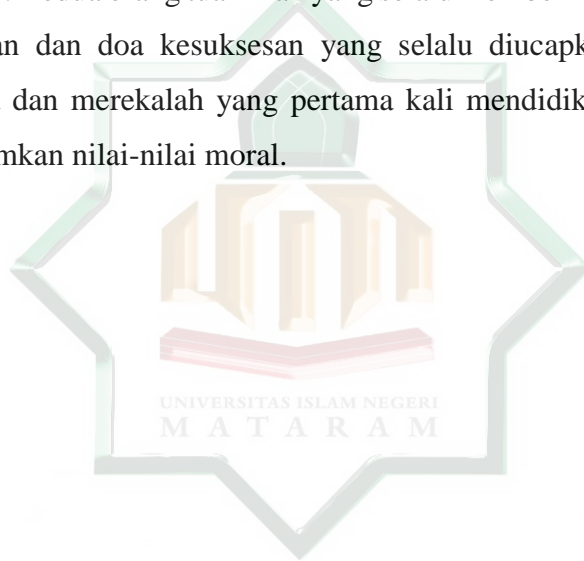 an dan doa kesuksesan yang selalu diucapk
dan merekalah yang pertama kali mendidik
mkan nilai-nilai moral.
UNIVERSITAS ISLAM NEGERI
M A T A R A M